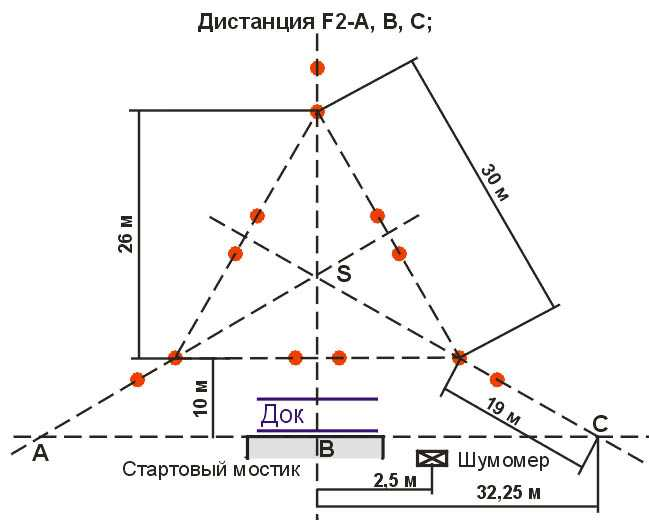 Дистанция F2-А, В, С;
30 м
26 м
S
10 м
Док
19 м
А
В
С
Стартовый мостик
Шумомер
2,5 м
32,25 м